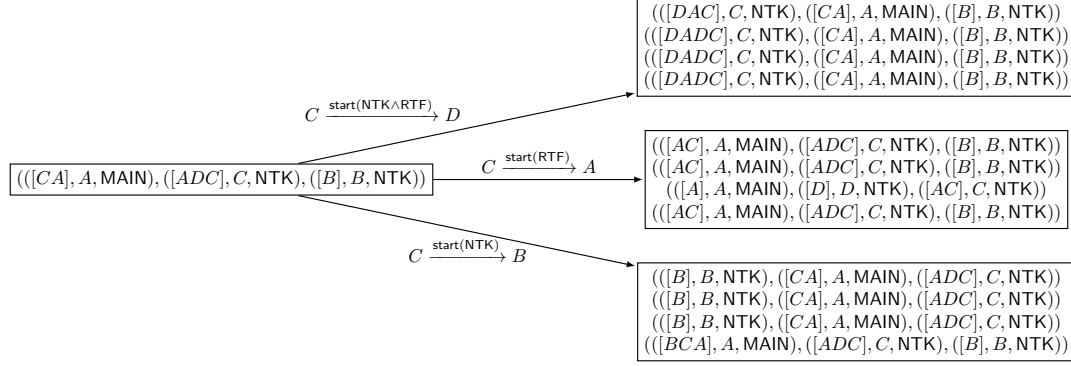 (([DAC], C, NTK), ([CA], A, MAIN), ([B], B, NTK))
(([DADC], C, NTK), ([CA], A, MAIN), ([B], B, NTK))
(([DADC], C, NTK), ([CA], A, MAIN), ([B], B, NTK))
(([DADC], C, NTK), ([CA], A, MAIN), ([B], B, NTK))
C start(NTK∧RTF) D
(([AC], A, MAIN), ([ADC], C, NTK), ([B], B, NTK))
(([AC], A, MAIN), ([ADC], C, NTK), ([B], B, NTK))
(([A], A, MAIN), ([D], D, NTK), ([AC], C, NTK))
(([AC], A, MAIN), ([ADC], C, NTK), ([B], B, NTK))
C start(RTF) A
(([CA], A, MAIN), ([ADC], C, NTK), ([B], B, NTK))
C start(NTK) B
(([B], B, NTK), ([CA], A, MAIN), ([ADC], C, NTK))
(([B], B, NTK), ([CA], A, MAIN), ([ADC], C, NTK))
(([B], B, NTK), ([CA], A, MAIN), ([ADC], C, NTK))
(([BCA], A, MAIN), ([ADC], C, NTK), ([B], B, NTK))